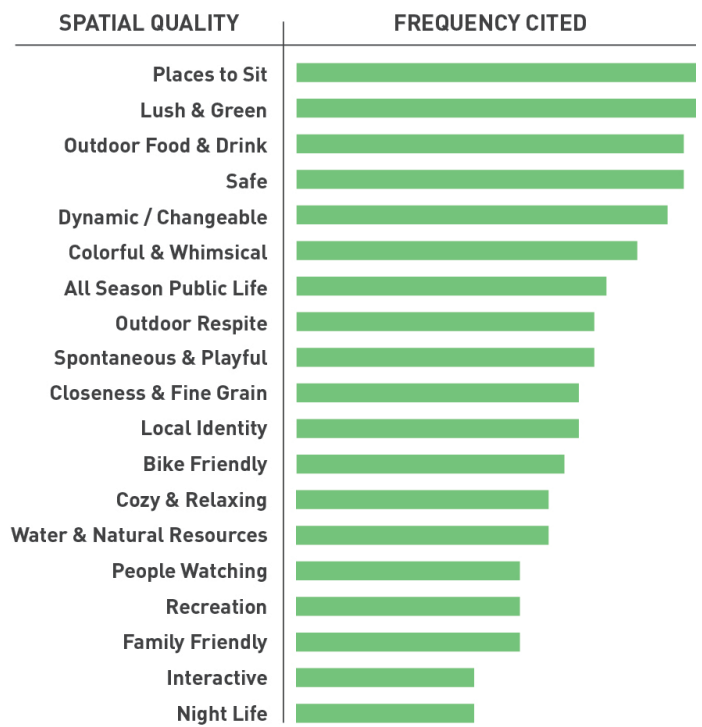 SPATIAL QUALITY FREQUENCY CITED
Places to Sit
Lush & Green
Outdoor Food & Drink
Safe
Dynamic / Changeable
Colorful & Whimsical
All Season Public Life
Outdoor Respite
Spontaneous & Playful
Closeness & Fine Grain
Local Identity
Bike Friendly
Cozy & Relaxing
Water & Natural Resources
People Watching
Recreation
Family Friendly
Interactive
Night Life